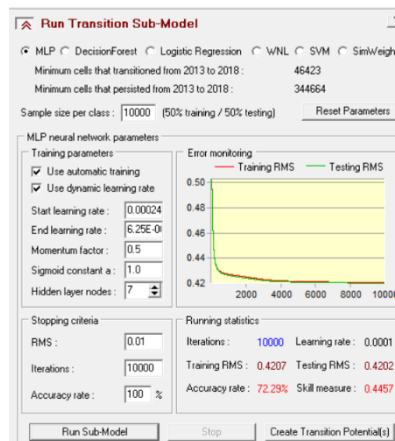 Run Transition Sub-Model
MLP DecisionForest Logistic Regression WNL SVM SimWeigh
Minimum cells that transitioned from 2013 to 2018 : 46423
Minimum cells that persisted from 2013 to 2018 : 344664
Sample size per class : 10000 (50% training / 50% testing) Reset Parameters
MLP neural network parameters
Training parameters
Use automatic training
Use dynamic learning rate
Start learning rate : 0.00024
End learning rate : 6.25E-0
Momentum factor : 0.5
Sigmoid constant a : 1.0
Hidden layer nodes : 7
Error monitoring
Training RMS Testing RMS
0.50
0.48
0.46
0.44
0.42
2000 4000 6000 8000 1000
Stopping criteria
RMS : 0.01
Iterations : 10000
Accuracy rate : 100 %
Running statistics
Iterations : 10000 Learning rate : 0.0001
Training RMS : 0.4207 Testing RMS : 0.4202
Accuracy rate : 72.29% Skill measure : 0.4457
Run Sub-Model Stop Create Transition Potential(s)